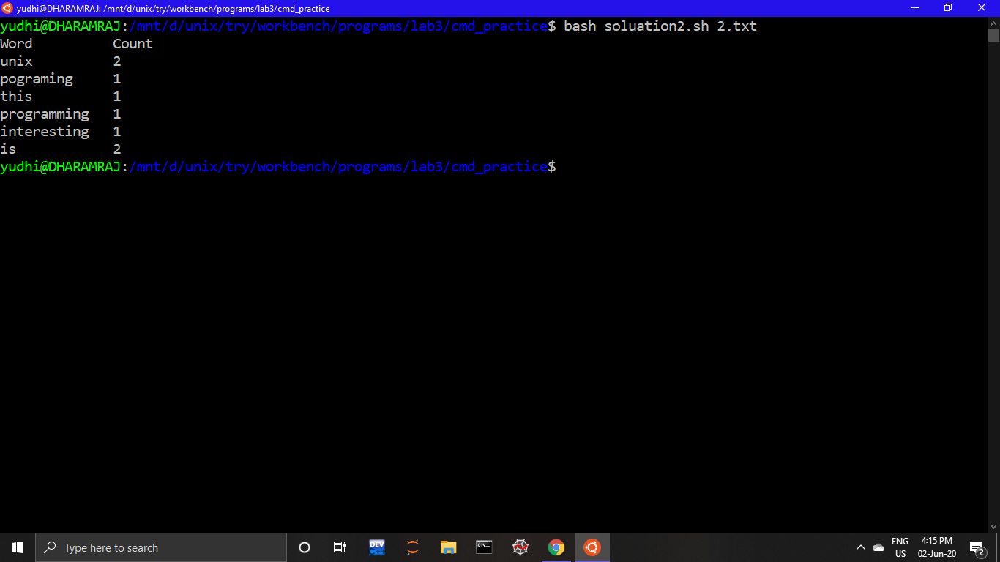 yudhi@DHARAMRAJ: /mnt/d/unix/try/workbench/programs/lab3/cmd_practice
yudhi@DHARAMRAJ:/mnt/d/unix/try/workbench/programs/lab3/cmd_practice$ bash soluation2.sh 2.txt
Word Count
unix 2
pograming 1
this 1
programming 1
interesting 1
is 2
yudhi@DHARAMRAJ:/mnt/d/unix/try/workbench/programs/lab3/cmd_practice$
Type here to search
DEV
C:\_
ENG
US
4:15 PM
02-Jun-20
2